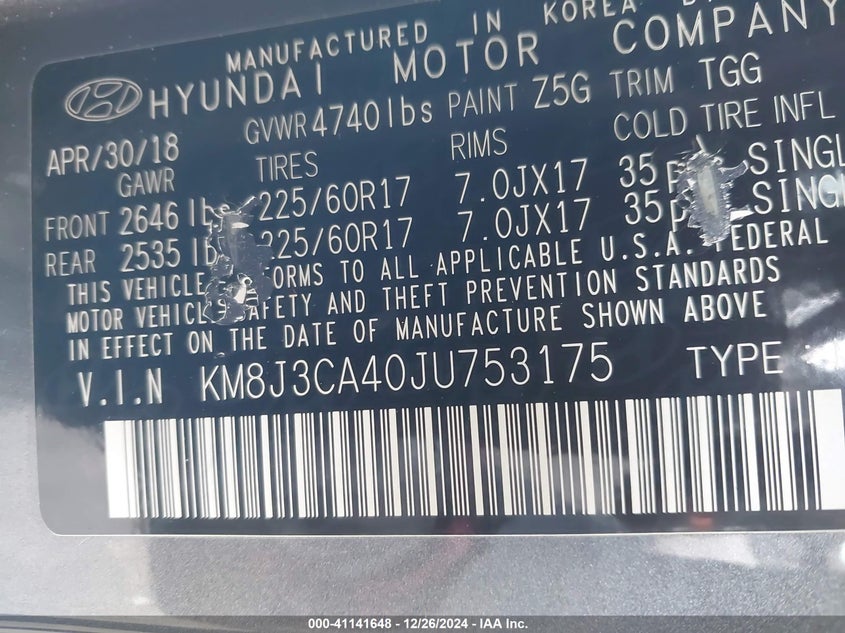 MANUFACTURED IN KOREA
HYUNDAI MOTOR COMPANY
APR/30/18 GVWR 4740lbs PAINT Z5G TRIM TGG
GAWR TIRES RIMS COLD TIRE INFL
FRONT 2646 lbs 225/60R17 7.0JX17 35
REAR 2535 lb 225/60R17 7.0JX17 35
THIS VEHICLE TO ALL APPLICABLE U.S.A. FEDERAL
MOTOR VEHICLE SAFETY AND THEFT PREVENTION STANDARDS
IN EFFECT ON THE DATE OF MANUFACTURE SHOWN ABOVE
V.I.N KM8J3CA40JU753175 TYPE
000-41141648 - 12/26/2024 - IAA Inc.